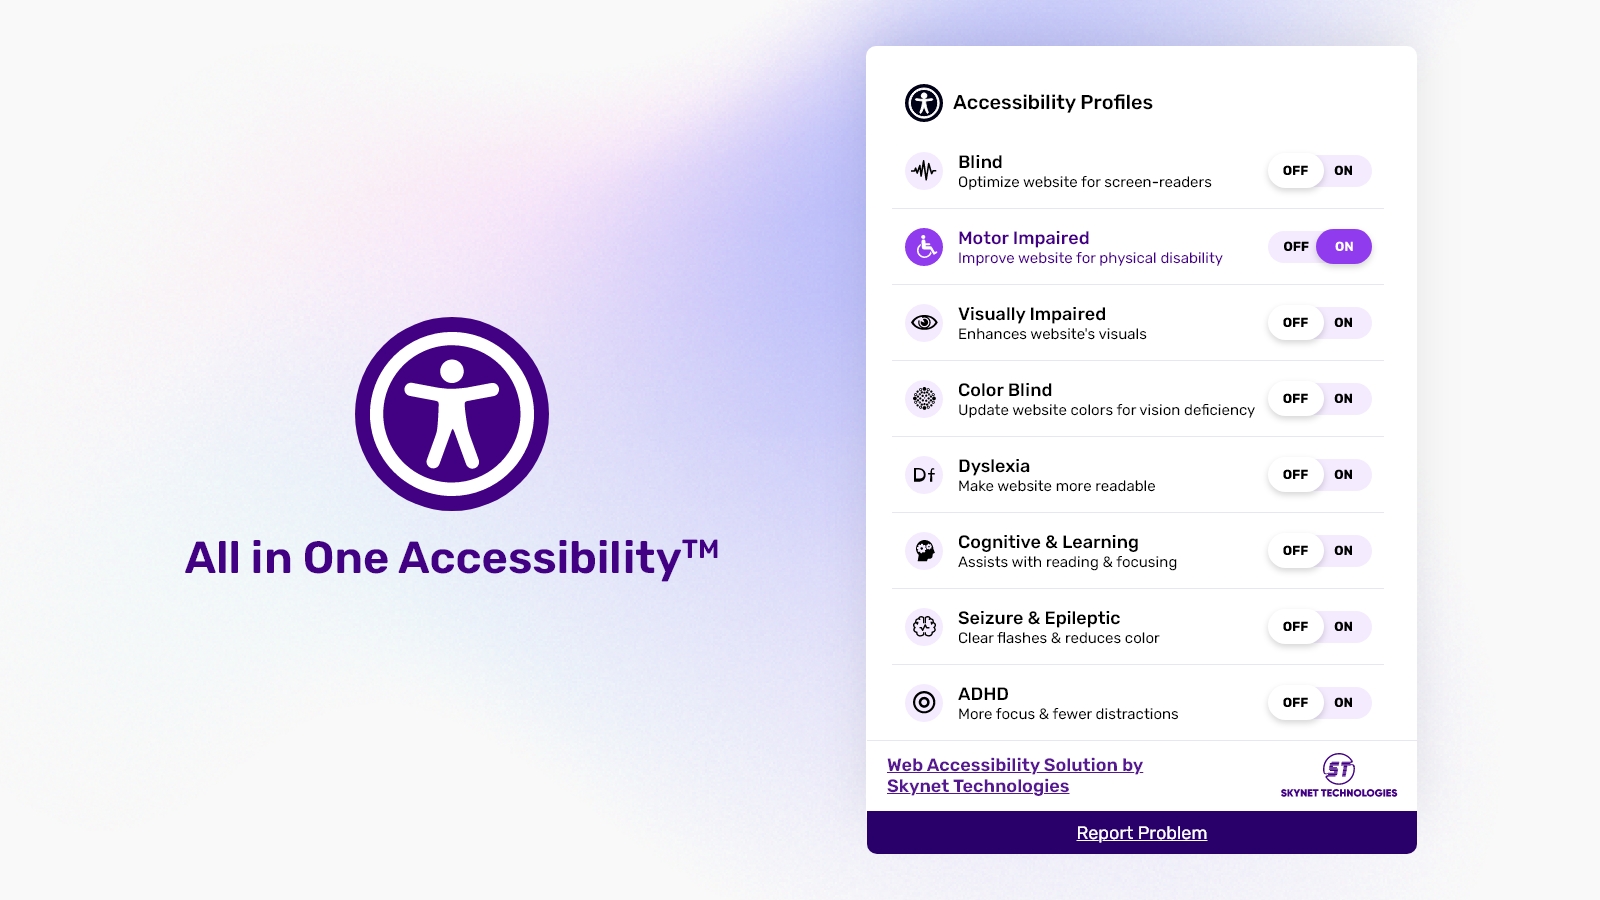 All in One Accessibility™
Accessibility Profiles
Blind
Optimize website for screen-readers
OFF ON
Motor Impaired
Improve website for physical disability
OFF ON
Visually Impaired
Enhances website's visuals
OFF ON
Color Blind
Update website colors for vision deficiency
OFF ON
Df
Dyslexia
Make website more readable
OFF ON
Cognitive & Learning
Assists with reading & focusing
OFF ON
Seizure & Epileptic
Clear flashes & reduces color
OFF ON
ADHD
More focus & fewer distractions
OFF ON
Web Accessibility Solution by
Skynet Technologies
ST
SKYNET TECHNOLOGIES
Report Problem